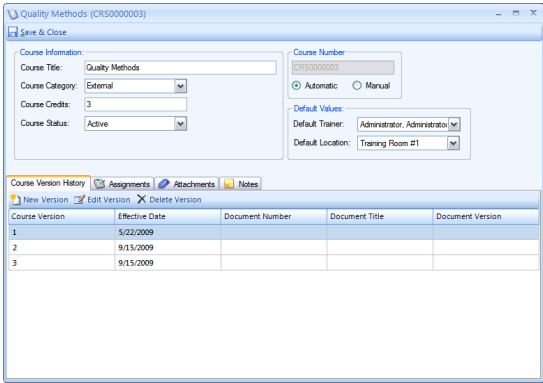 Quality Methods (CRS0000003)
Save & Close
Course Information:
Course Title: Quality Methods
Course Category: External
Course Credits: 3
Course Status: Active
Course Number
CRS0000003
Automatic Manual
Default Values:
Default Trainer: Administrator, Administrator
Default Location: Training Room #1
Course Version History Assignments Attachments Notes
New Version Edit Version Delete Version
Course Version Effective Date Document Number Document Title Document Version
1 5/22/2009
2 9/15/2009
3 9/15/2009